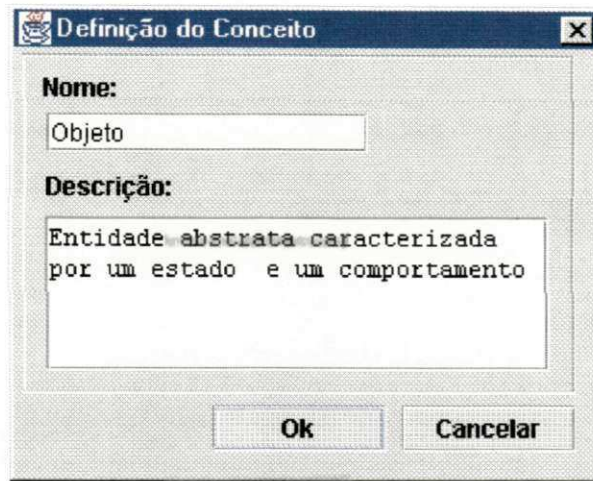 Definição do Conceito
Nome:
Objeto
Descrição:
Entidade abstrata caracterizada
por um estado e um comportamento
Ok
Cancelar